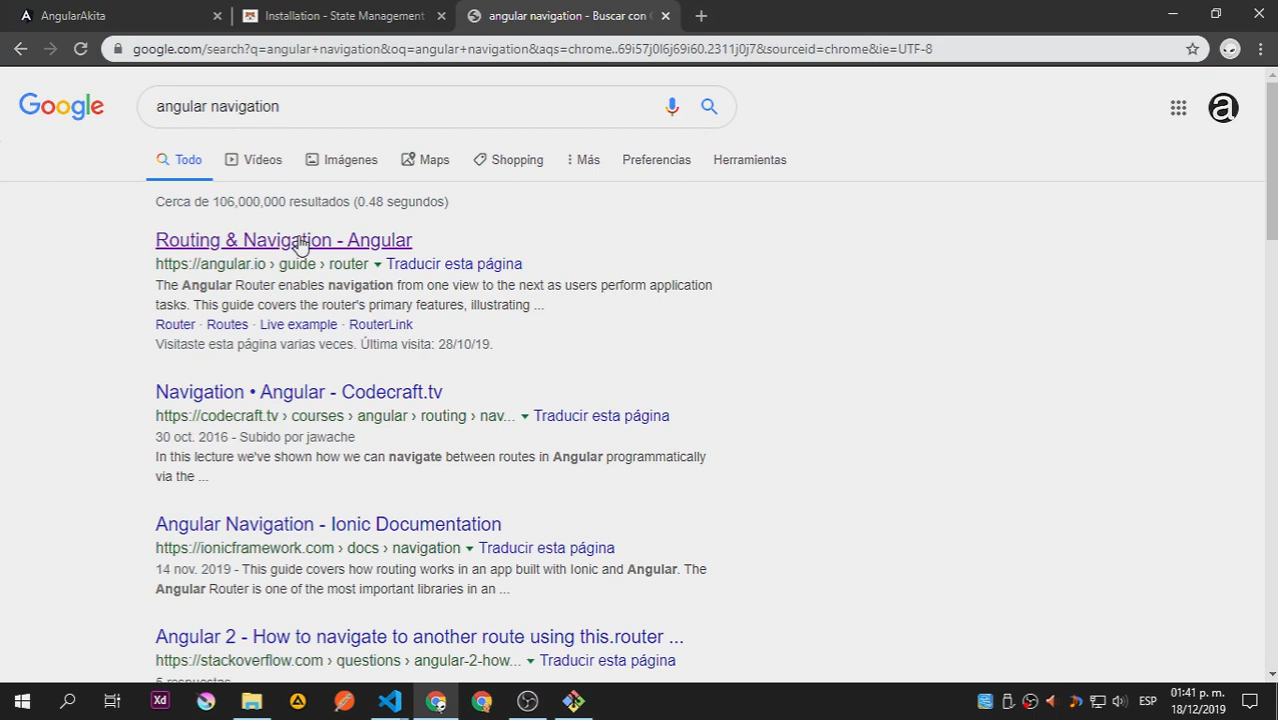 AngularAkita
Installation - State Management
angular navigation - Buscar con
google.com/search?q=angular+navigation&oq=angular+navigation&aqs=chrome..69i57j0l6j69i60.2311j0j7&sourceid=chrome&ie=UTF-8
Google
angular navigation
a
Todo
Vídeos
Imágenes
Maps
Shopping
Más
Preferencias
Herramientas
Cerca de 106,000,000 resultados (0.48 segundos)
Routing & Navigation - Angular
https://angular.io › guide › router Traducir esta página
The Angular Router enables navigation from one view to the next as users perform application
tasks. This guide covers the router's primary features, illustrating ...
Router · Routes · Live example · RouterLink
Visitaste esta página varias veces. Última visita: 28/10/19.
Navigation • Angular - Codecraft.tv
https://codecraft.tv › courses › angular › routing › nav... Traducir esta página
30 oct. 2016 - Subido por jawache
In this lecture we've shown how we can navigate between routes in Angular programmatically
via the ...
Angular Navigation - Ionic Documentation
https://ionicframework.com › docs › navigation Traducir esta página
14 nov. 2019 - This guide covers how routing works in an app built with Ionic and Angular. The
Angular Router is one of the most important libraries in an ...
Angular 2 - How to navigate to another route using this.router ...
https://stackoverflow.com › questions › angular-2-how... Traducir esta página
5 respuestas
Xd
ESP
01:41 p. m.
18/12/2019